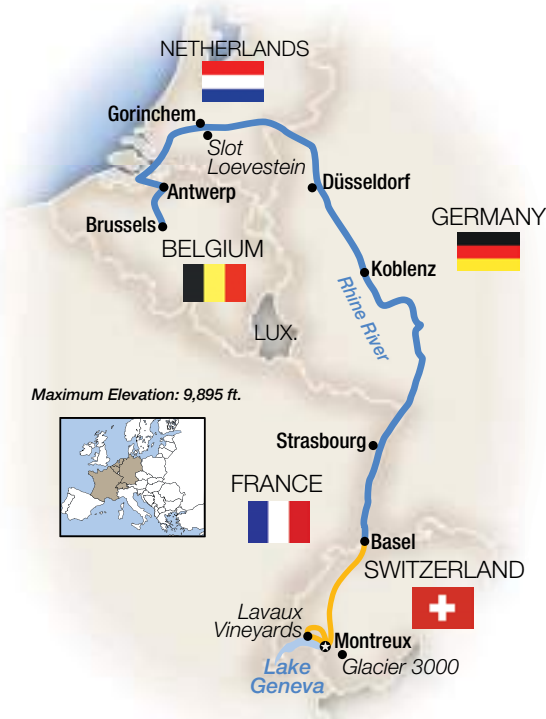 NETHERLANDS
Gorinchem
Slot
Loevestein
Antwerp
Düsseldorf
Brussels
GERMANY
BELGIUM
Koblenz
Rhine River
LUX.
Maximum Elevation: 9,895 ft.
Strasbourg
FRANCE
Basel
SWITZERLAND
Lavaux
Vineyards
Montreux
Glacier 3000
Lake
Geneva